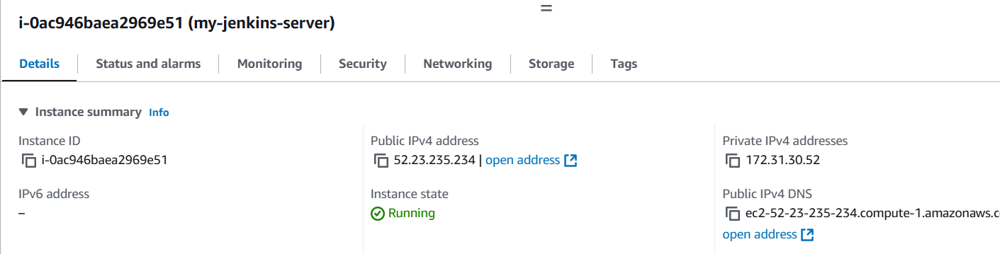 i-0ac946baea2969e51 (my-jenkins-server)
Details Status and alarms Monitoring Security Networking Storage Tags
Instance summary Info
Instance ID
i-0ac946baea2969e51
Public IPv4 address
52.23.235.234 | open address
Private IPv4 addresses
172.31.30.52
IPv6 address
–
Instance state
Running
Public IPv4 DNS
ec2-52-23-235-234.compute-1.amazonaws.c
open address